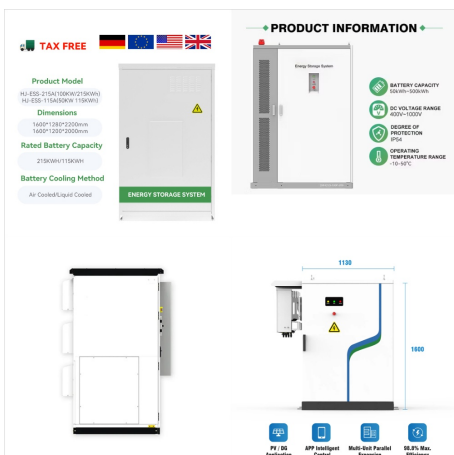 TAX FREE
Product Model
HJ-ESS-215A(100KW/215KWh)
HJ-ESS-115A(50KW 115KWh)
Dimensions
1600*1280*2200mm
1600*1200*2000mm
Rated Battery Capacity
215KWH/115KWH
Battery Cooling Method
Air Cooled/Liquid Cooled
ENERGY STORAGE SYSTEM
PRODUCT INFORMATION
Energy Storage System
BATTERY CAPACITY
50kWh~500kWh
DC VOLTAGE RANGE
400V~1000V
DEGREE OF
PROTECTION
IP54
OPERATING
TEMPERATURE RANGE
-10-50°C
1130
1600
PV / DG
Application
APP Intelligent
Control
Multi-Unit Parallel
Expansion
98.8% Max.
Efficiency